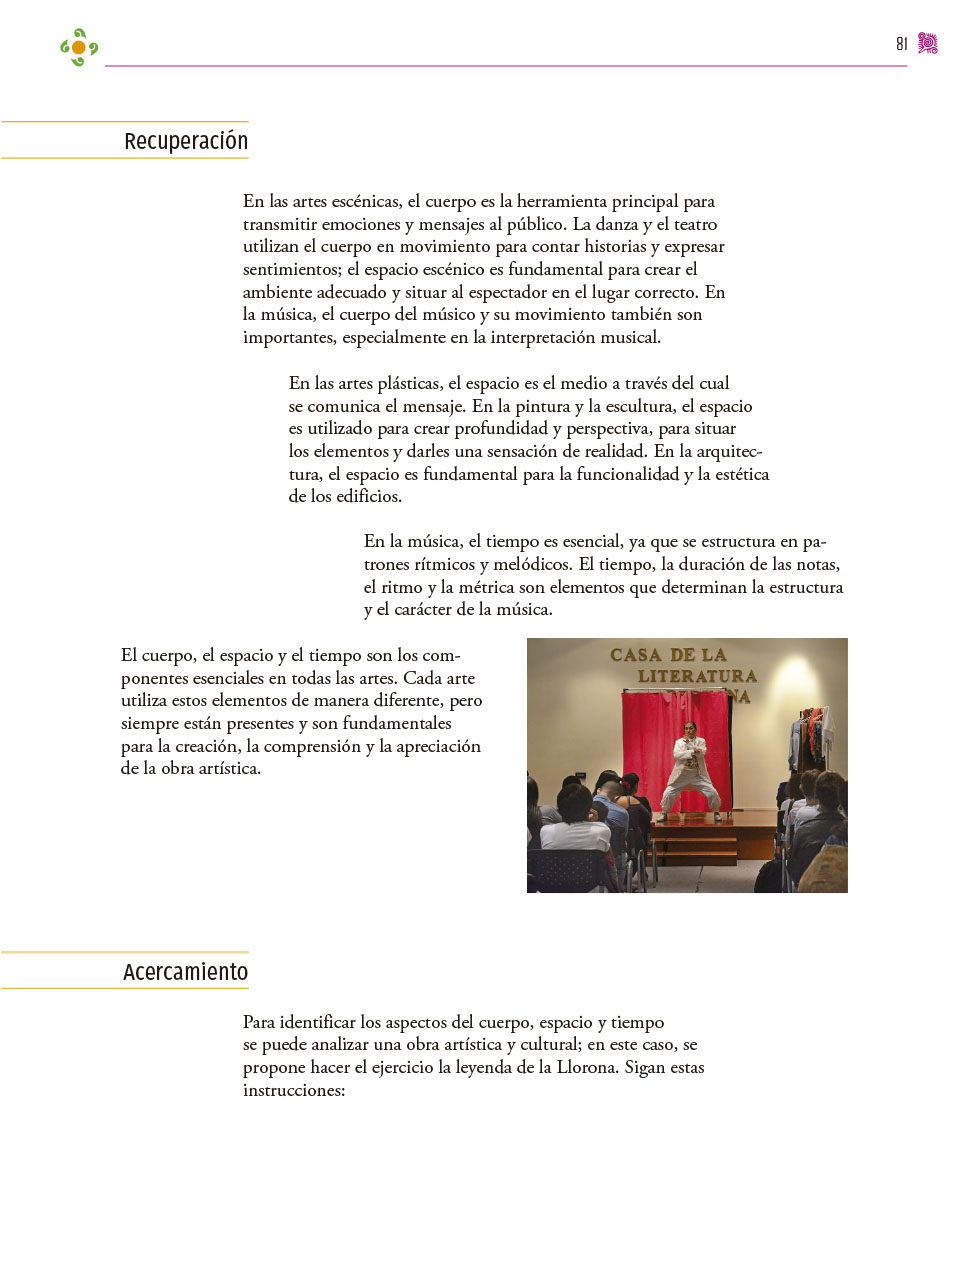 81
Recuperación
En las artes escénicas, el cuerpo es la herramienta principal para
transmitir emociones y mensajes al público. La danza y el teatro
utilizan el cuerpo en movimiento para contar historias y expresar
sentimientos; el espacio escénico es fundamental para crear el
ambiente adecuado y situar al espectador en el lugar correcto. En
la música, el cuerpo del músico y su movimiento también son
importantes, especialmente en la interpretación musical.
En las artes plásticas, el espacio es el medio a través del cual
se comunica el mensaje. En la pintura y la escultura, el espacio
es utilizado para crear profundidad y perspectiva, para situar
los elementos y darles una sensación de realidad. En la arquitec-
tura, el espacio es fundamental para la funcionalidad y la estética
de los edificios.
En la música, el tiempo es esencial, ya que se estructura en pa-
trones rítmicos y melódicos. El tiempo, la duración de las notas,
el ritmo y la métrica son elementos que determinan la estructura
y el carácter de la música.
El cuerpo, el espacio y el tiempo son los com-
ponentes esenciales en todas las artes. Cada arte
utiliza estos elementos de manera diferente, pero
siempre están presentes y son fundamentales
para la creación, la comprensión y la apreciación
de la obra artística.
CASA DE LA
LITERATURA
Acercamiento
Para identificar los aspectos del cuerpo, espacio y tiempo
se puede analizar una obra artística y cultural; en este caso, se
propone hacer el ejercicio la leyenda de la Llorona. Sigan estas
instrucciones: